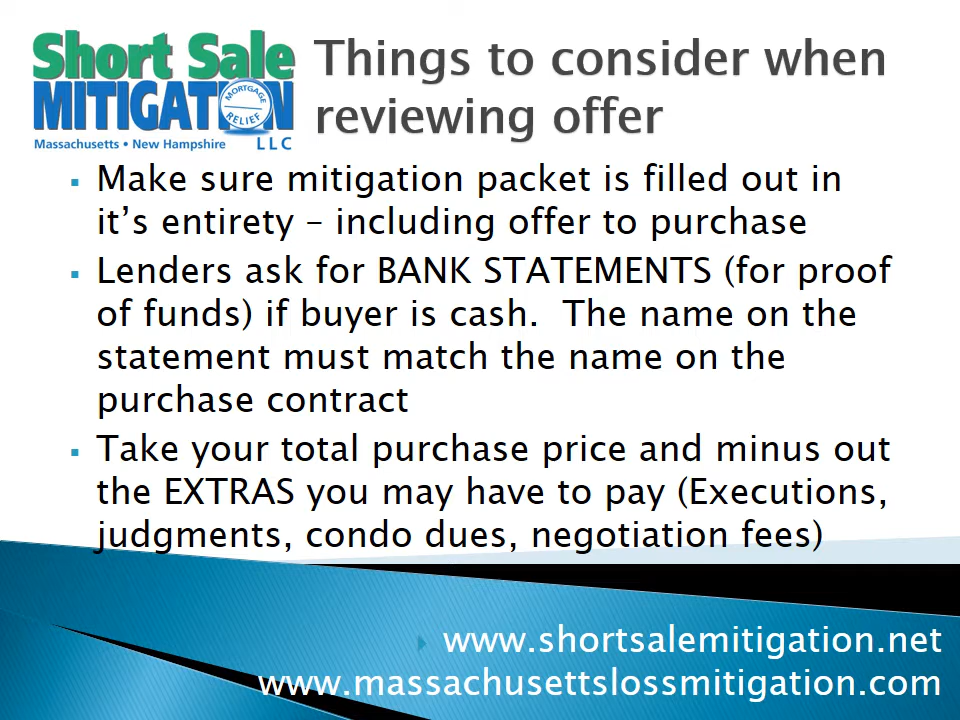 Short Sale
MITIGATION
MORTGAGE
RELIEF
Massachusetts • New Hampshire
LLC
Things to consider when
reviewing offer
▪ Make sure mitigation packet is filled out in
it’s entirety – including offer to purchase
▪ Lenders ask for BANK STATEMENTS (for proof
of funds) if buyer is cash.  The name on the
statement must match the name on the
purchase contract
▪ Take your total purchase price and minus out
the EXTRAS you may have to pay (Executions,
judgments, condo dues, negotiation fees)
www.shortsalemitigation.net
www.massachusettslossmitigation.com